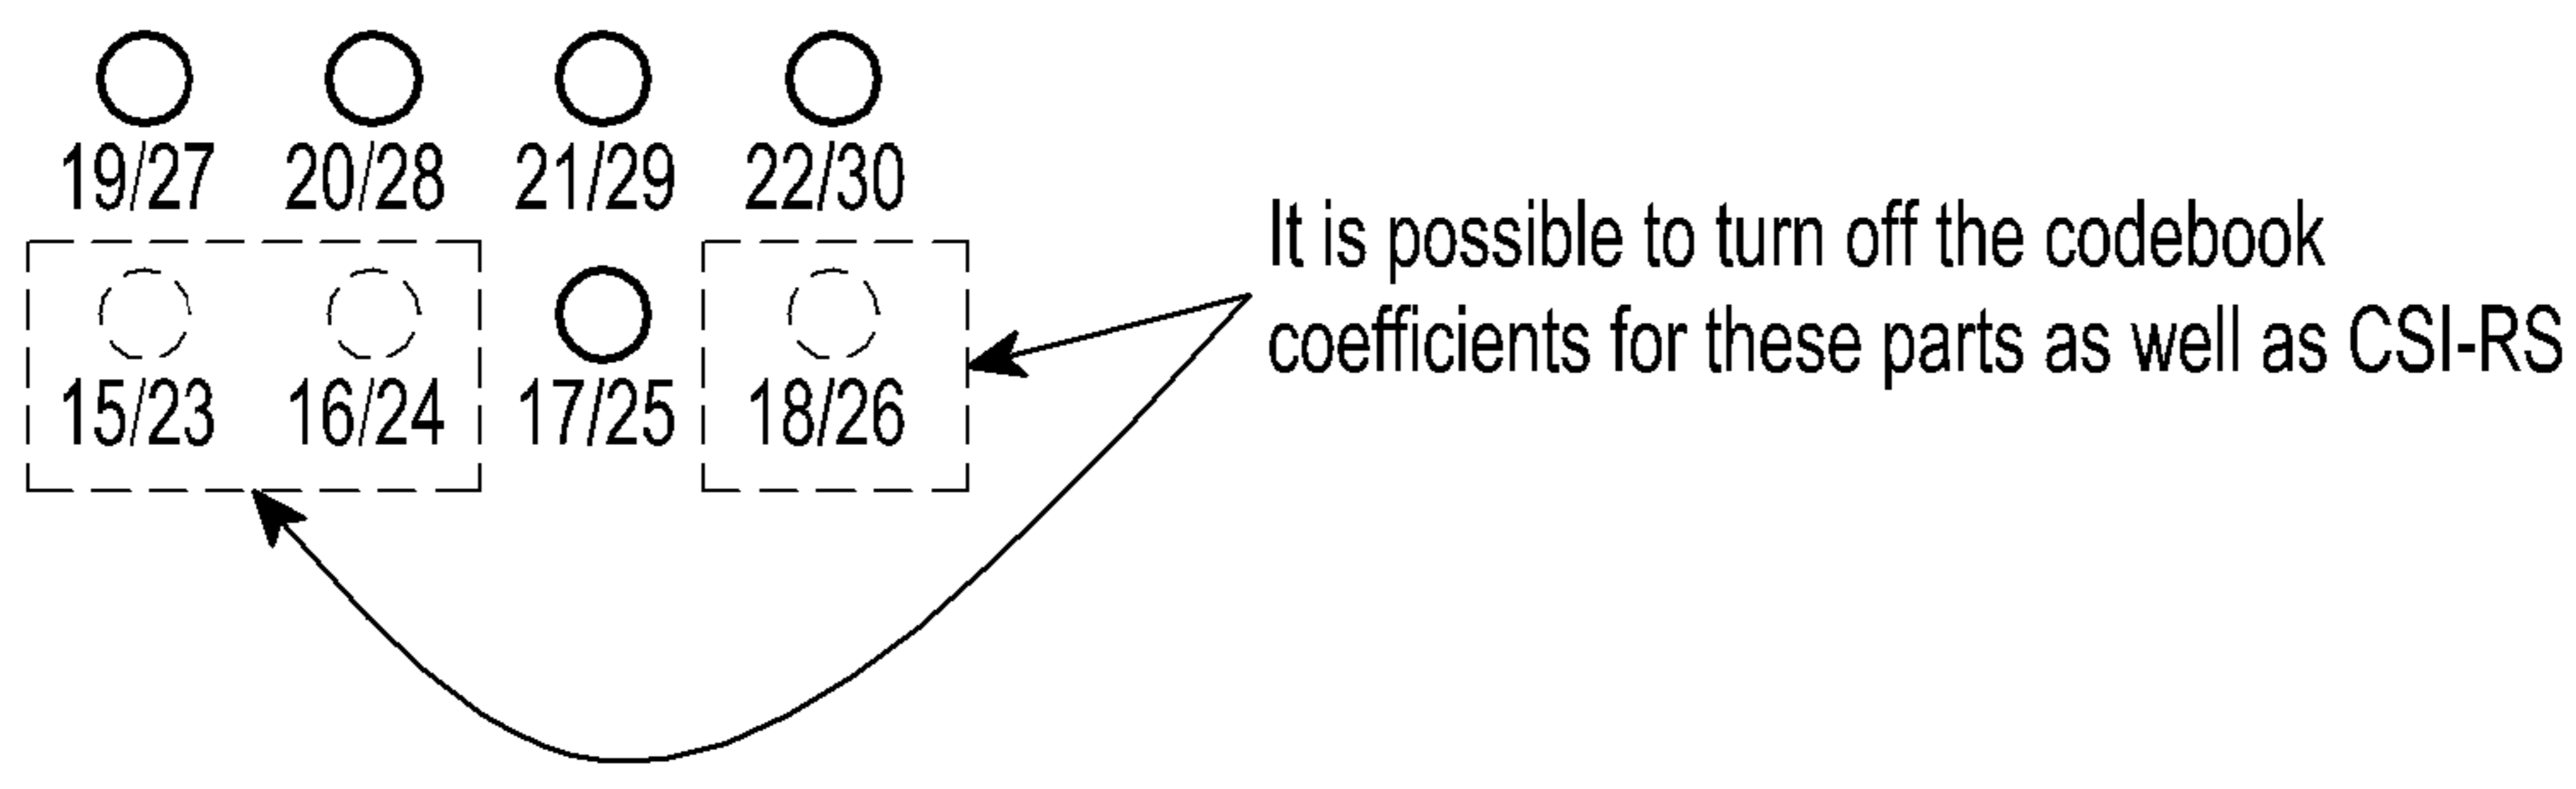 19/27 20/28 21/29 22/30
It is possible to turn off the codebook
coefficients for these parts as well as CSI-RS
15/23 16/24 17/25 18/26